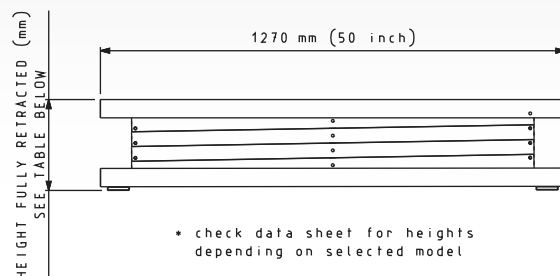 1270 mm (50 inch)
HEIGHT FULLY RETRACTED (mm)
SEE TABLE BELOW
* check data sheet for heights
depending on selected model